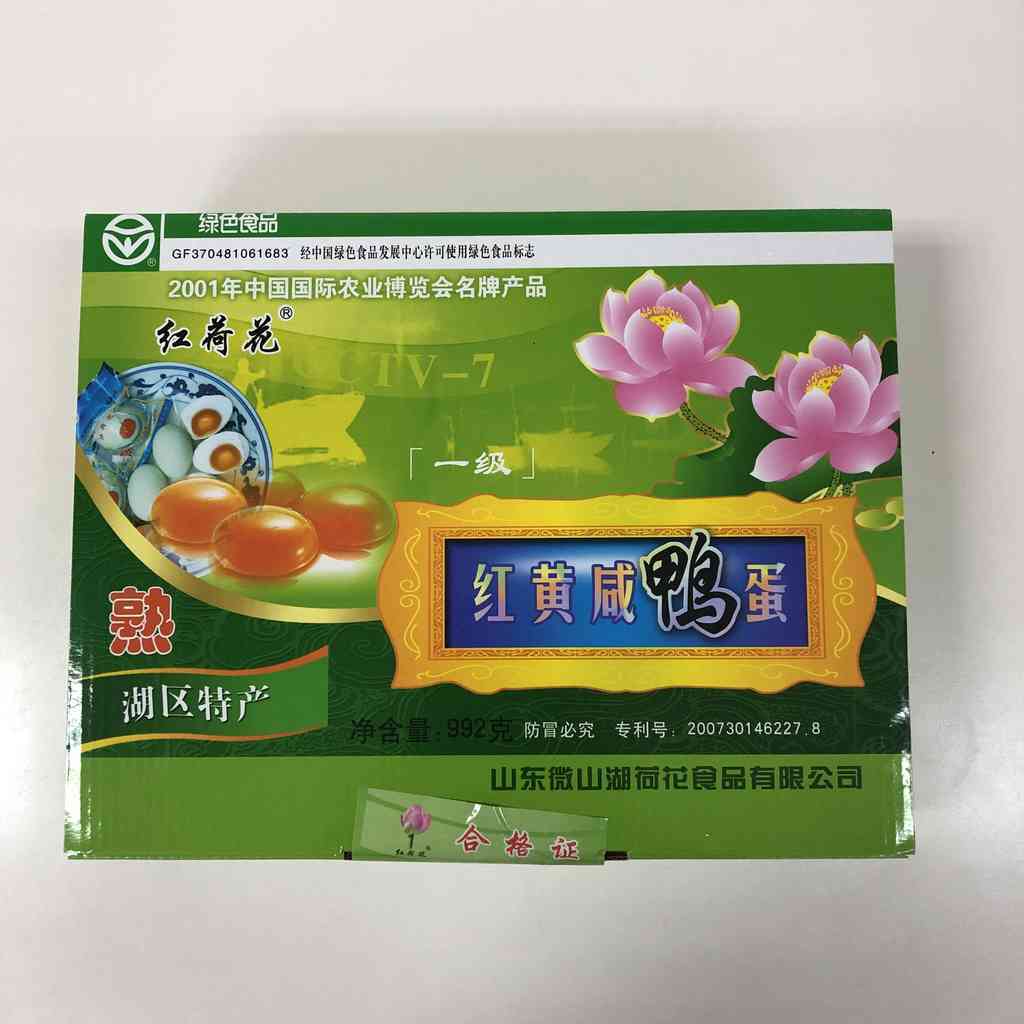 绿色食品
®
GF370481061683 经中国绿色食品发展中心许可使用绿色食品标志
2001年中国国际农业博览会名牌产品
红荷花®
CCTV-7
「一级」
红黄咸鸭蛋
熟
湖区特产
净含量:992克 防冒必究 专利号:200730146227.8
山东微山湖荷花食品有限公司
红荷花
合格证